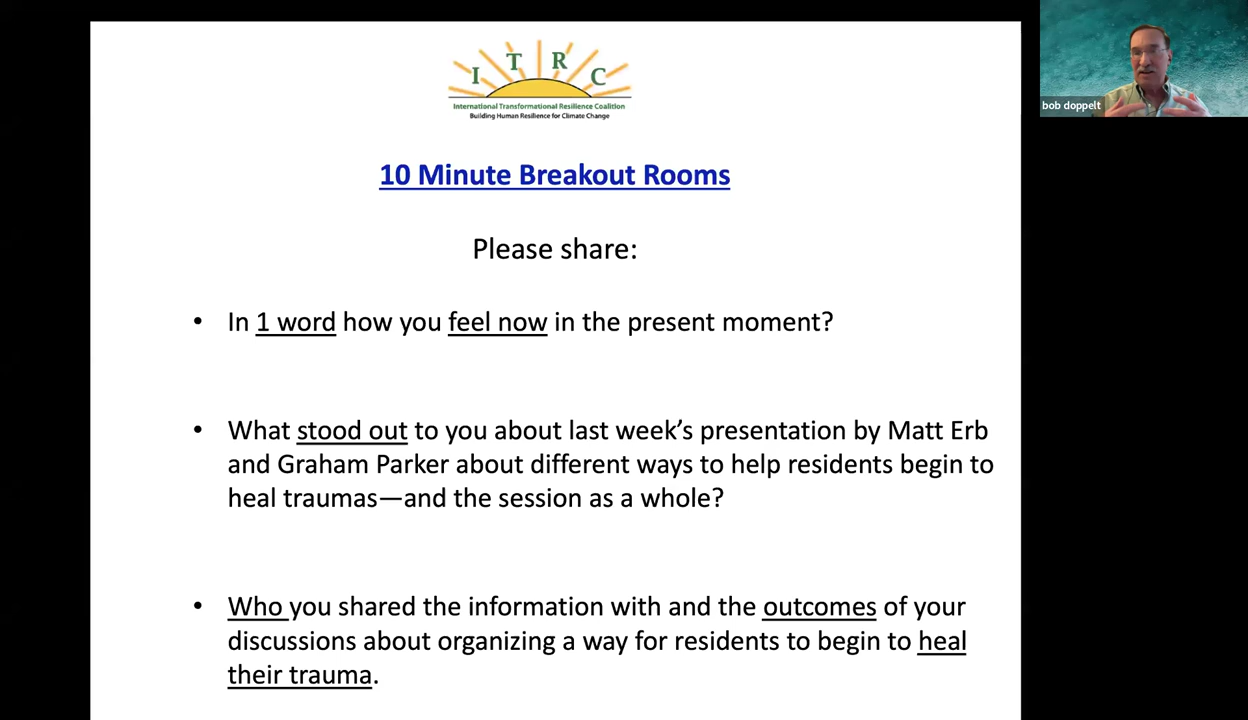 I T R C
International Transformational Resilience Coalition
Building Human Resilience for Climate Change
bob doppelt
10 Minute Breakout Rooms
Please share:
• In 1 word how you feel now in the present moment?
• What stood out to you about last week’s presentation by Matt Erb
and Graham Parker about different ways to help residents begin to
heal traumas—and the session as a whole?
• Who you shared the information with and the outcomes of your
discussions about organizing a way for residents to begin to heal
their trauma.